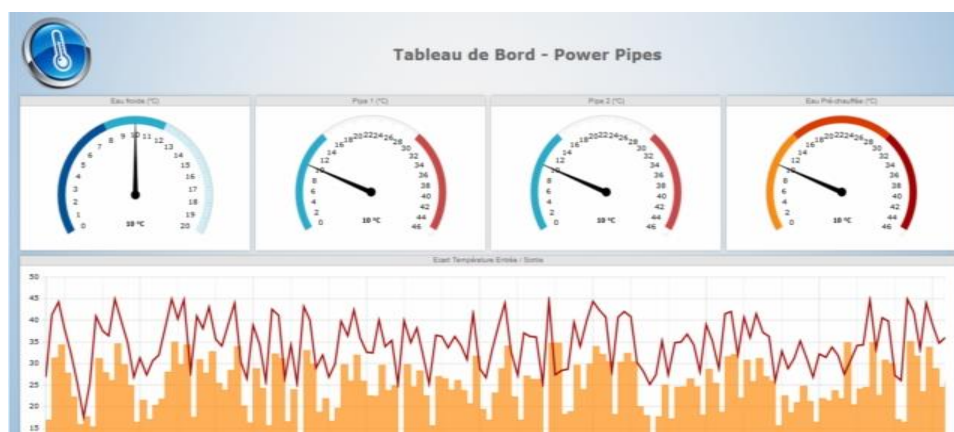 Tableau de Bord - Power Pipes
Eau froide (°C)
Pipe 1 (°C)
Pipe 2 (°C)
Eau Pré-chauffée (°C)
0 1 2 3 4 5 6 7 8 9 10 11 12 13 14 15 16 17 18 19 20
10 °C
0 2 4 6 8 10 12 14 16 18 20 22 24 26 28 30 32 34 36 38 40 42 44 46
10 °C
0 2 4 6 8 10 12 14 16 18 20 22 24 26 28 30 32 34 36 38 40 42 44 46
10 °C
0 2 4 6 8 10 12 14 16 18 20 22 24 26 28 30 32 34 36 38 40 42 44 46
10 °C
Ecart Température Entrée / Sortie
50
45
40
35
30
25
20
15